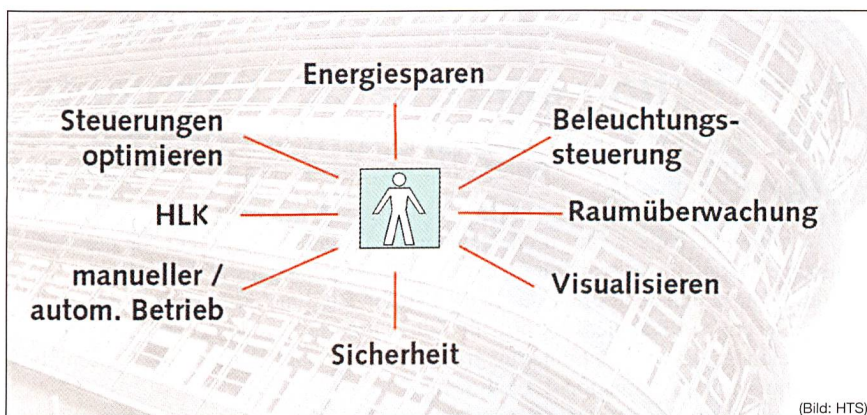 Energiesparen
Steuerungen
optimieren
Beleuchtungs-
steuerung
HLK
Raumüberwachung
manueller /
autom. Betrieb
Visualisieren
Sicherheit
(Bild: HTS)